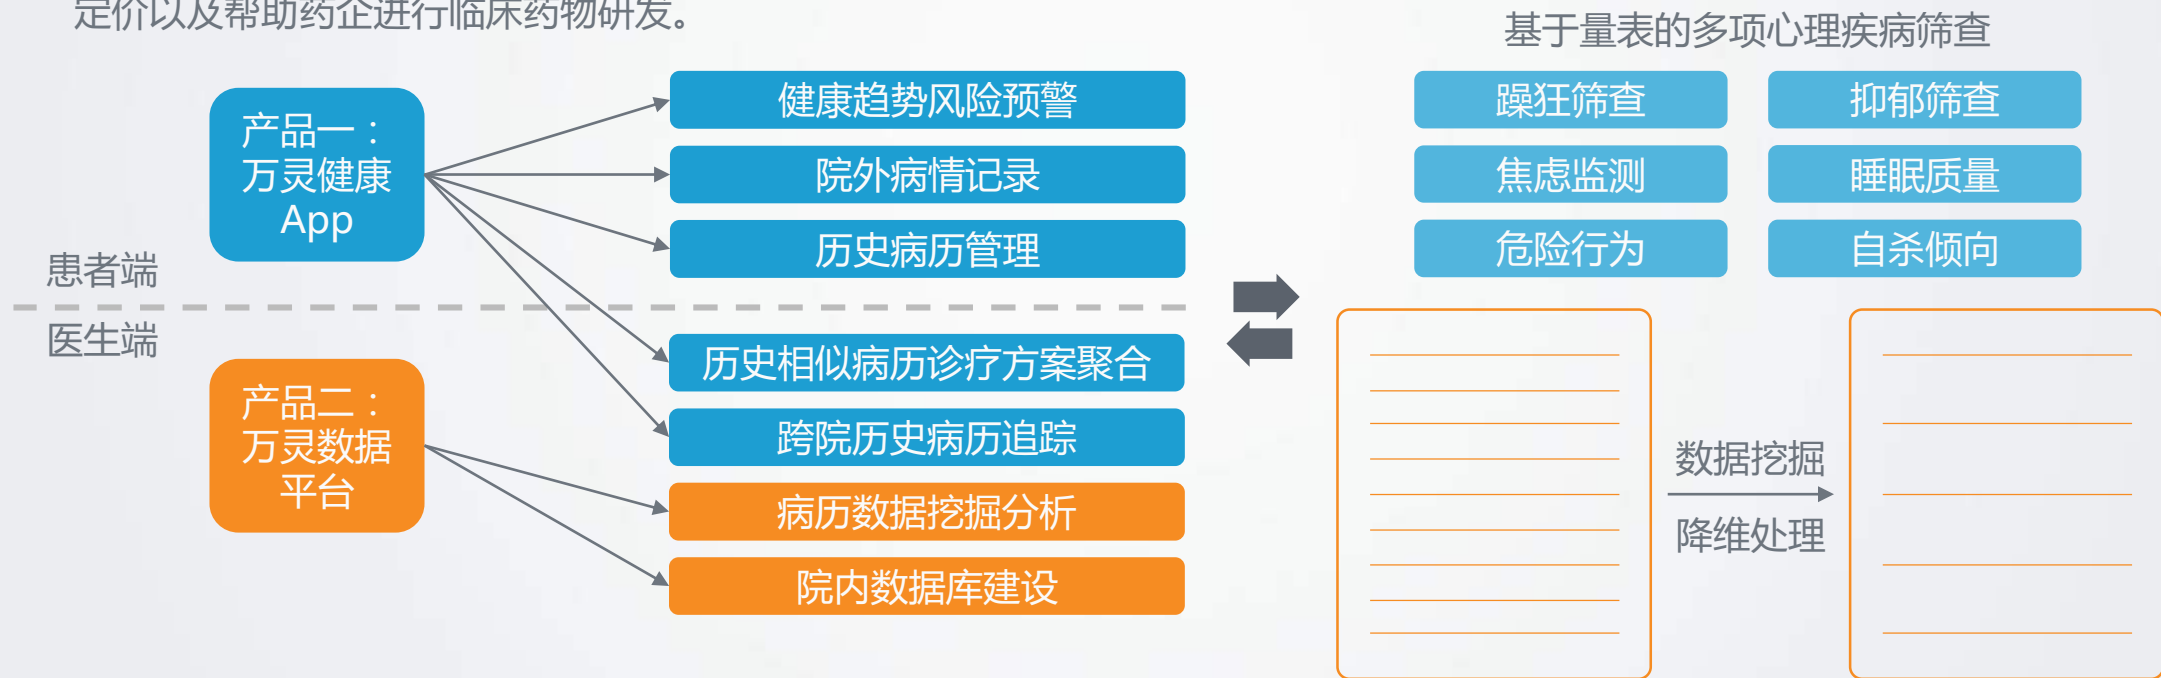 定价以及帮助药企进行临床药物研发。
产品一：
万灵健康
App
患者端
医生端
产品二：
万灵数据
平台
健康趋势风险预警
院外病情记录
历史病历管理
历史相似病历诊疗方案聚合
跨院历史病历追踪
病历数据挖掘分析
院内数据库建设
基于量表的多项心理疾病筛查
躁狂筛查
抑郁筛查
焦虑监测
睡眠质量
危险行为
自杀倾向
数据挖掘
降维处理